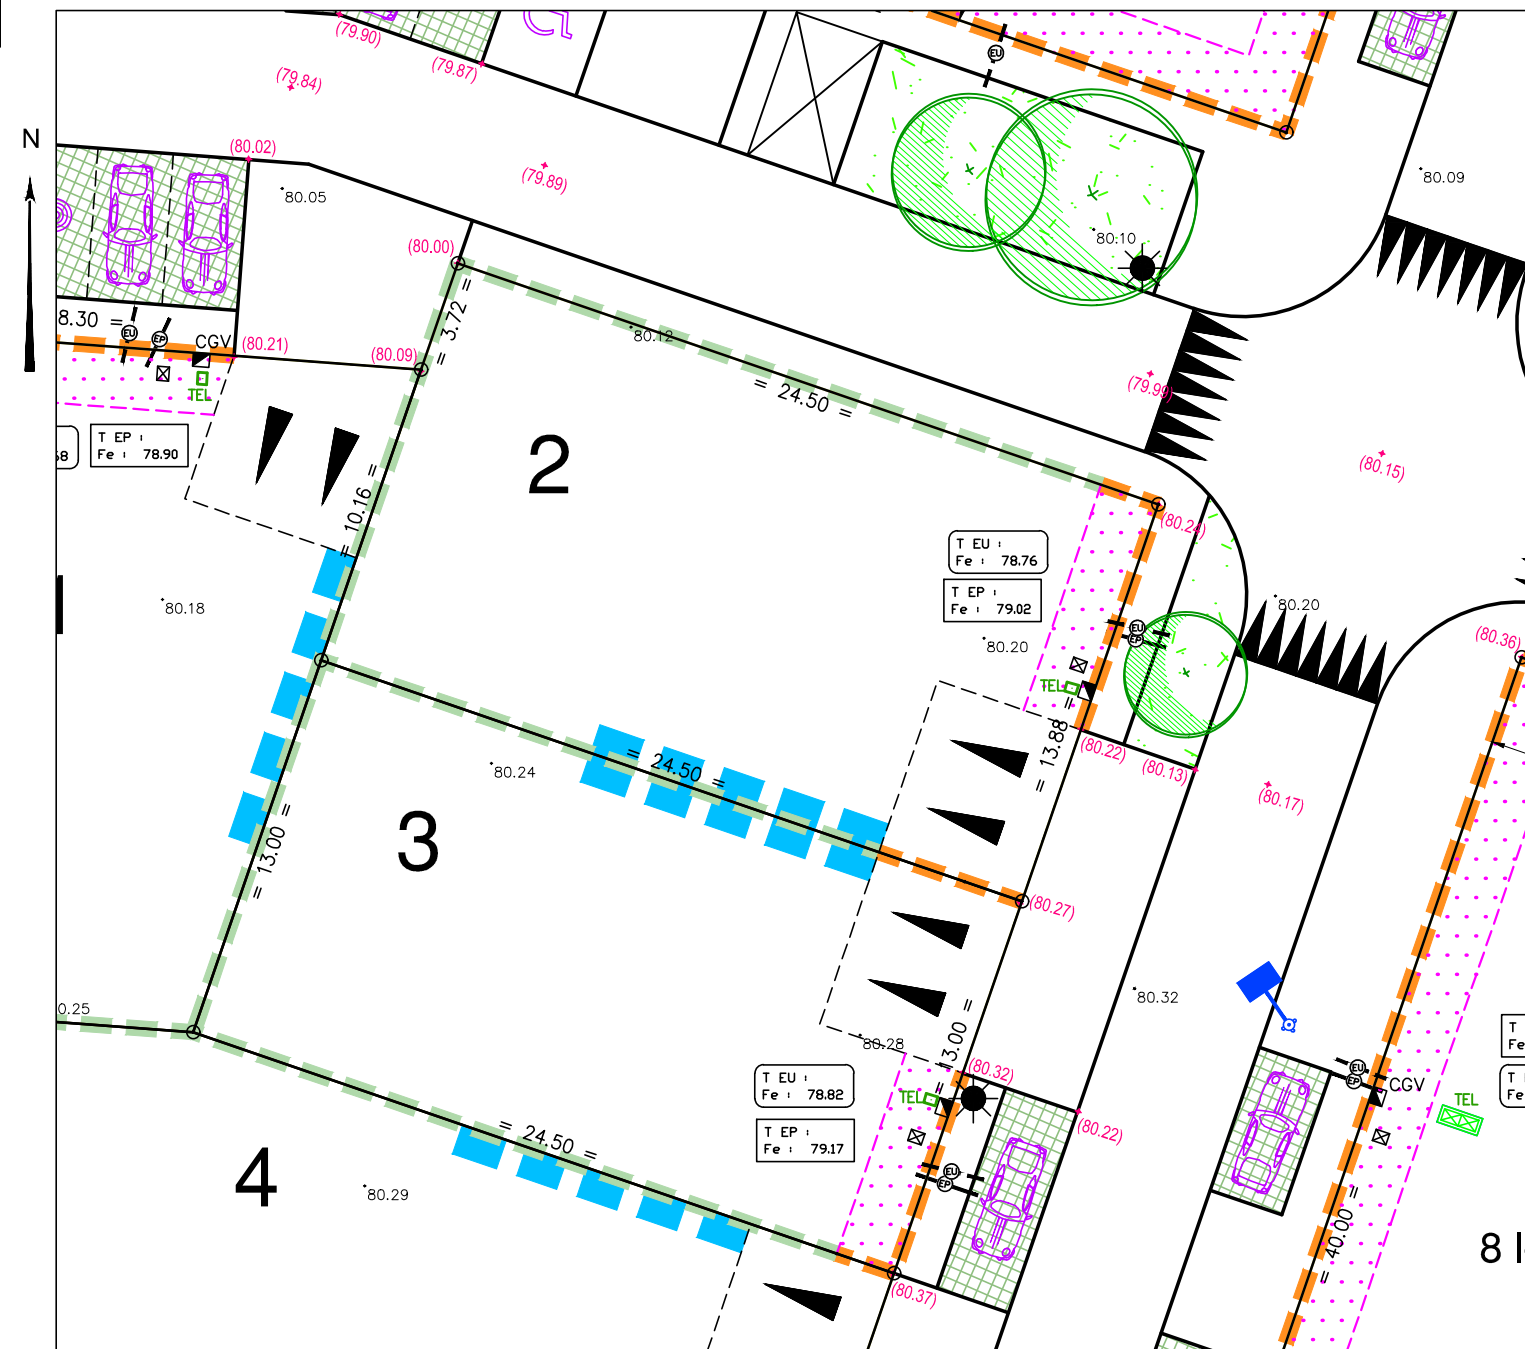 (79.90)
(79.87)
(79.84)
EU
N
(80.02)
(79.89)
80.09
80.05
80.10
(80.00)
8.30 =
EU
EP
CGV
(80.21)
(80.09)
= 3.72 =
80.12
= 24.50 =
(79.99)
TEL
T EP :
Fe : 78.90
2
(80.15)
= 10.16 =
(80.24)
T EU :
Fe : 78.76
T EP :
Fe : 79.02
80.18
80.20
80.20
EU
EP
(80.36)
TEL
= 13.88 =
(80.22)
(80.13)
= 24.50 =
80.24
(80.17)
3
= 13.00 =
(80.27)
80.32
0.25
80.28
= 13.00 =
(80.32)
T EU :
Fe : 78.82
TEL
EU
EP
CGV
TEL
T EP :
Fe : 79.17
(80.22)
= 24.50 =
EU
EP
4
80.29
= 40.00 =
8 l
(80.37)